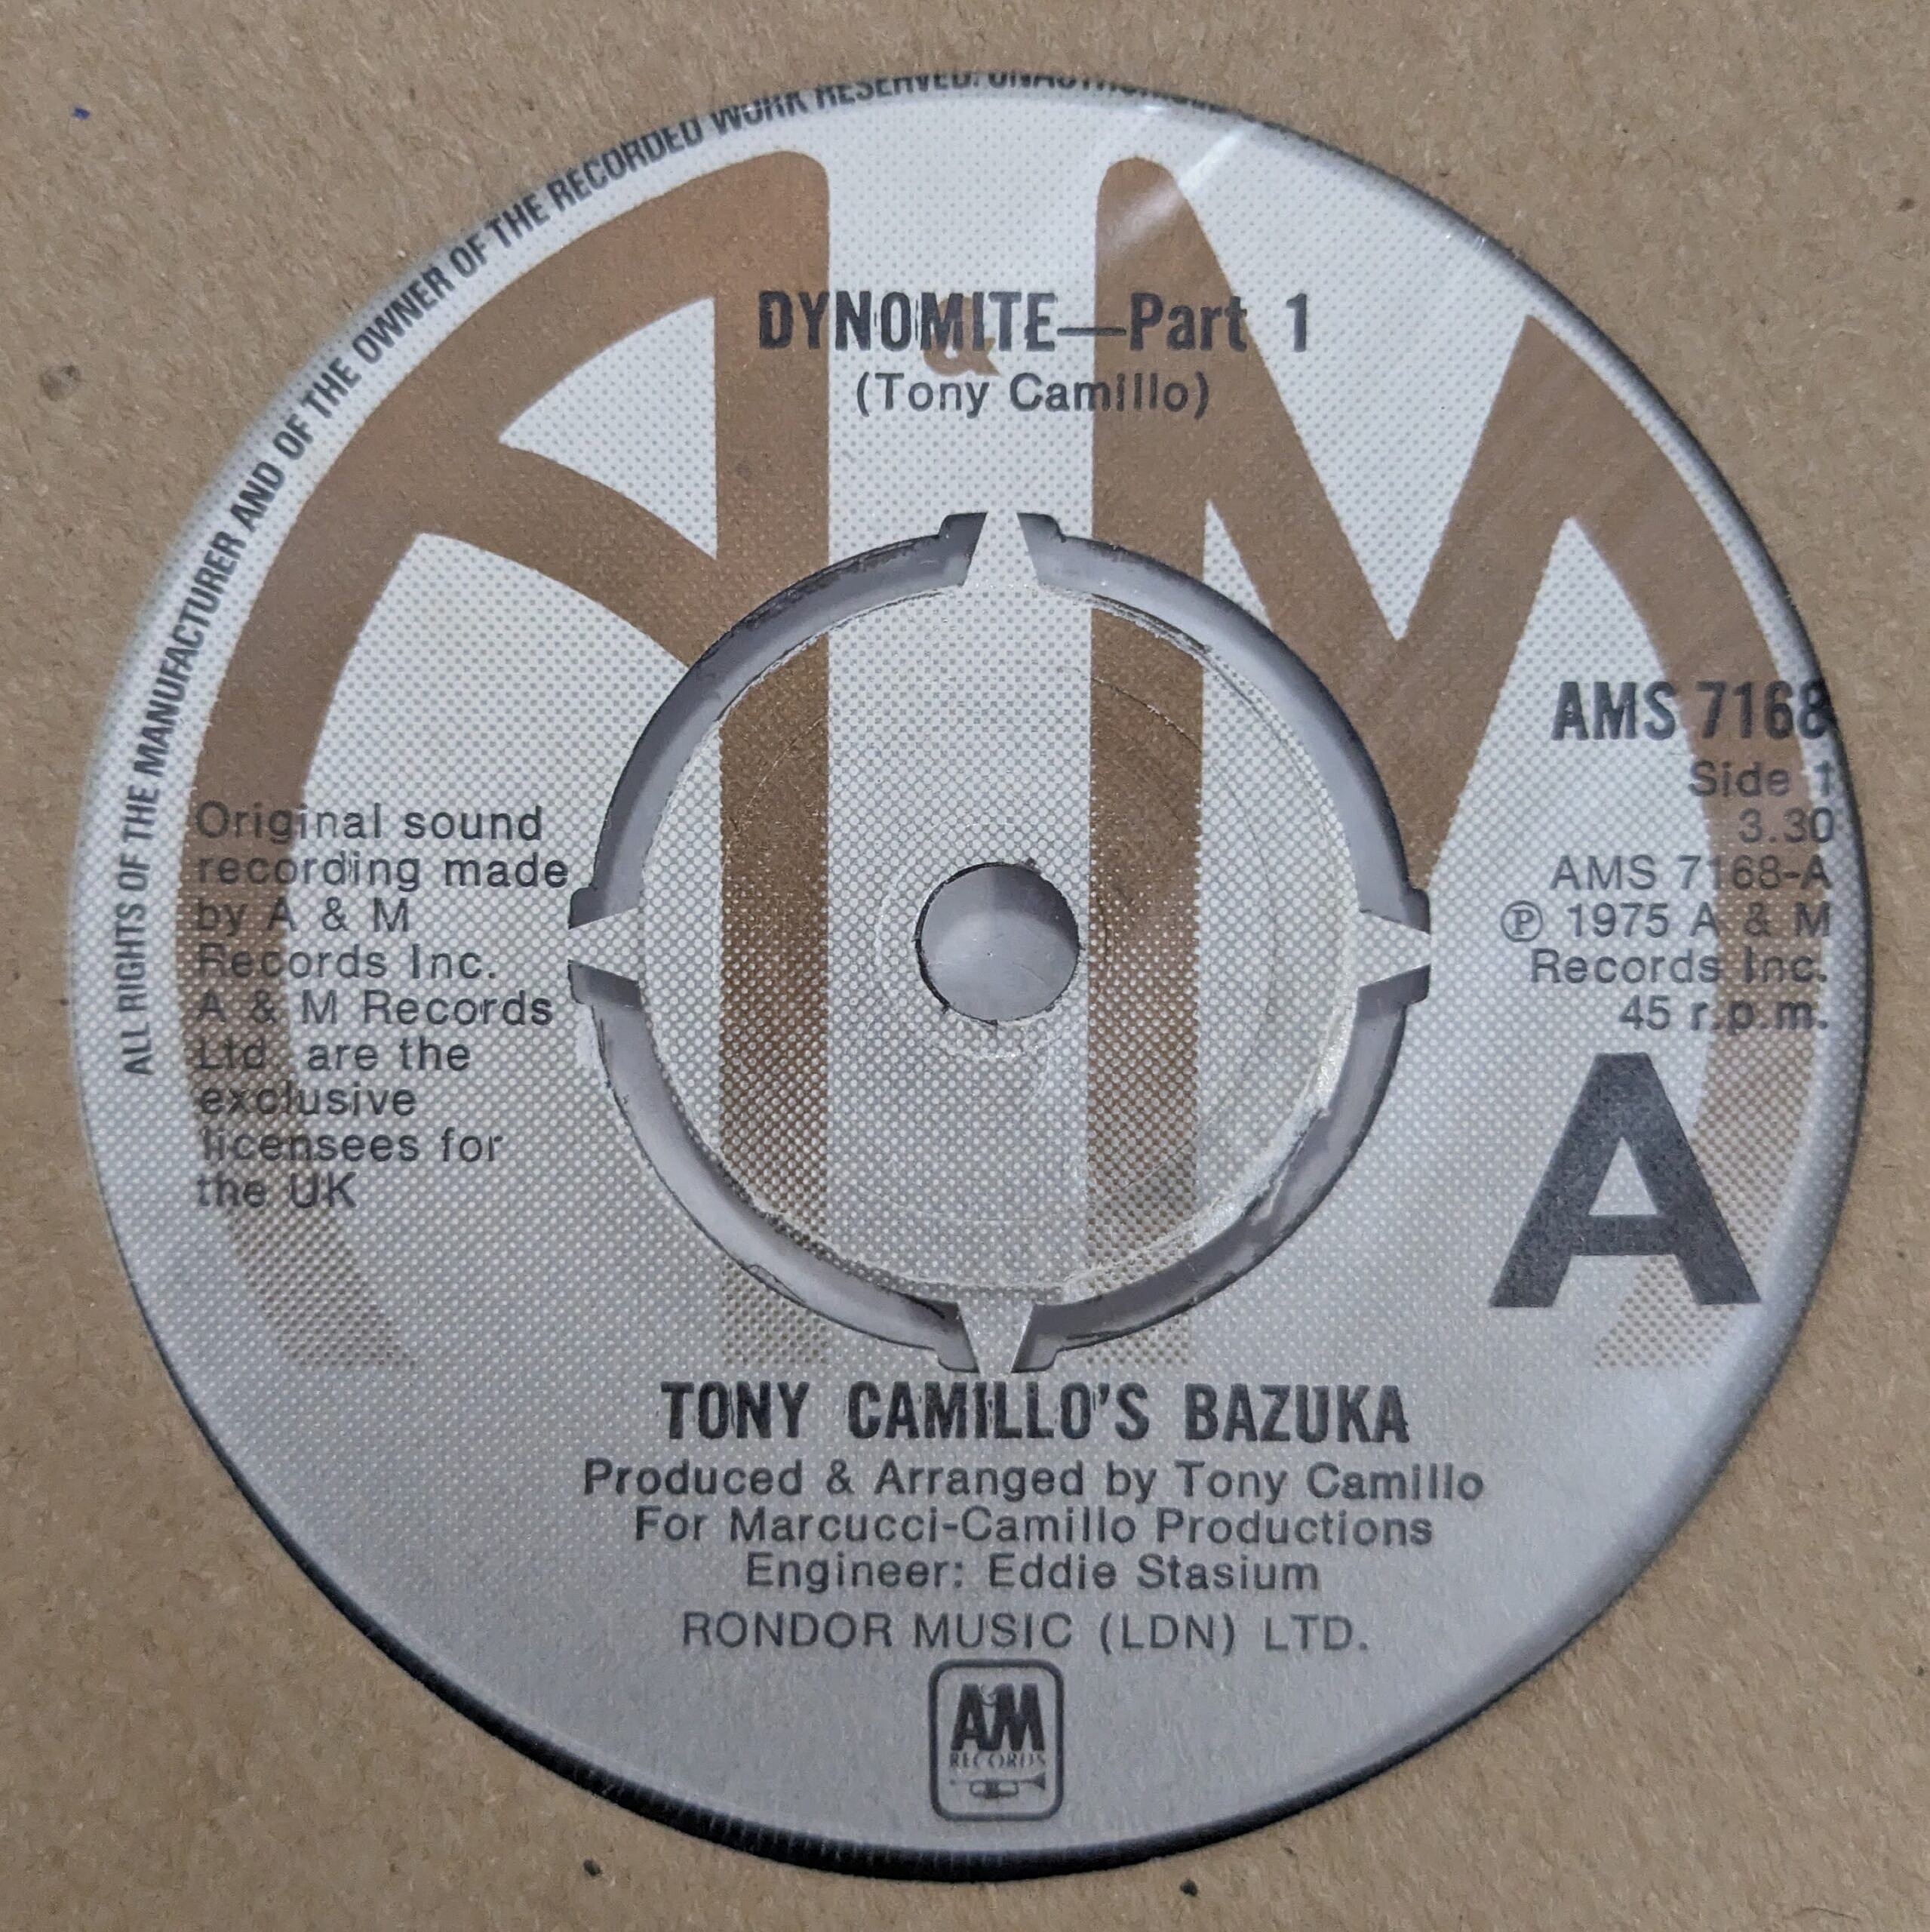 ALL RIGHTS OF THE MANUFACTURER AND OF THE OWNER OF THE RECORDED WORK RESERVED.
DYNOMITE—Part 1
(Tony Camillo)
AMS 7168
Side 1
3.30
AMS 7168-A
℗ 1975 A & M
Records Inc.
45 r.p.m.
A
Original sound
recording made
by A & M
Records Inc.
A & M Records
Ltd. are the
exclusive
licensees for
the UK
TONY CAMILLO'S BAZUKA
Produced & Arranged by Tony Camillo
For Marcucci-Camillo Productions
Engineer: Eddie Stasium
RONDOR MUSIC (LDN) LTD.
A&M
RECORDS
A&M